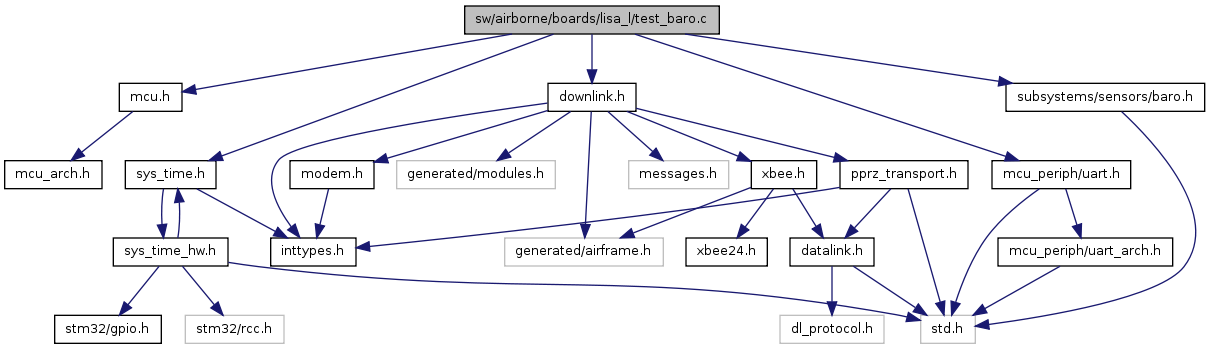 sw/airborne/boards/lisa_l/test_baro.c
mcu.h
downlink.h
subsystems/sensors/baro.h
mcu_arch.h
sys_time.h
modem.h
generated/modules.h
messages.h
xbee.h
pprz_transport.h
mcu_periph/uart.h
sys_time_hw.h
inttypes.h
generated/airframe.h
xbee24.h
datalink.h
mcu_periph/uart_arch.h
stm32/gpio.h
stm32/rcc.h
dl_protocol.h
std.h